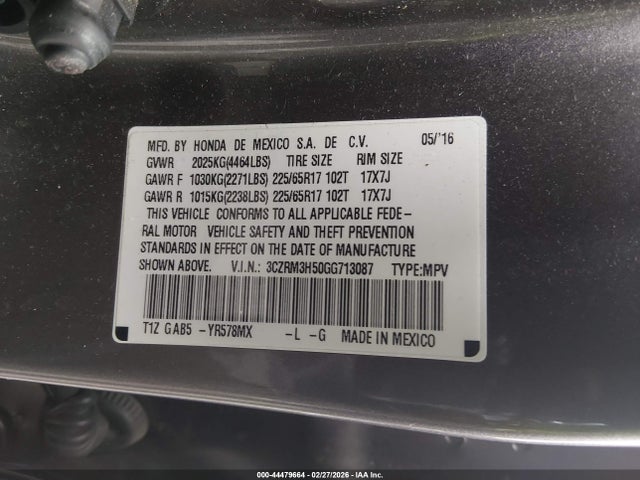 MFD. BY HONDA DE MEXICO S.A. DE C.V. 05/'16
GVWR 2025KG(4464LBS) TIRE SIZE RIM SIZE
GAWR F 1030KG(2271LBS) 225/65R17 102T 17X7J
GAWR R 1015KG(2238LBS) 225/65R17 102T 17X7J
THIS VEHICLE CONFORMS TO ALL APPLICABLE FEDE-
RAL MOTOR VEHICLE SAFETY AND THEFT PREVENTION
STANDARDS IN EFFECT ON THE DATE OF MANUFACTURE
SHOWN ABOVE. V.I.N.: 3CZRM3H50GG713087 TYPE:MPV
T1Z G AB5 -YR578MX -L -G MADE IN MEXICO
000-44479664 - 02/27/2026 - IAA Inc.